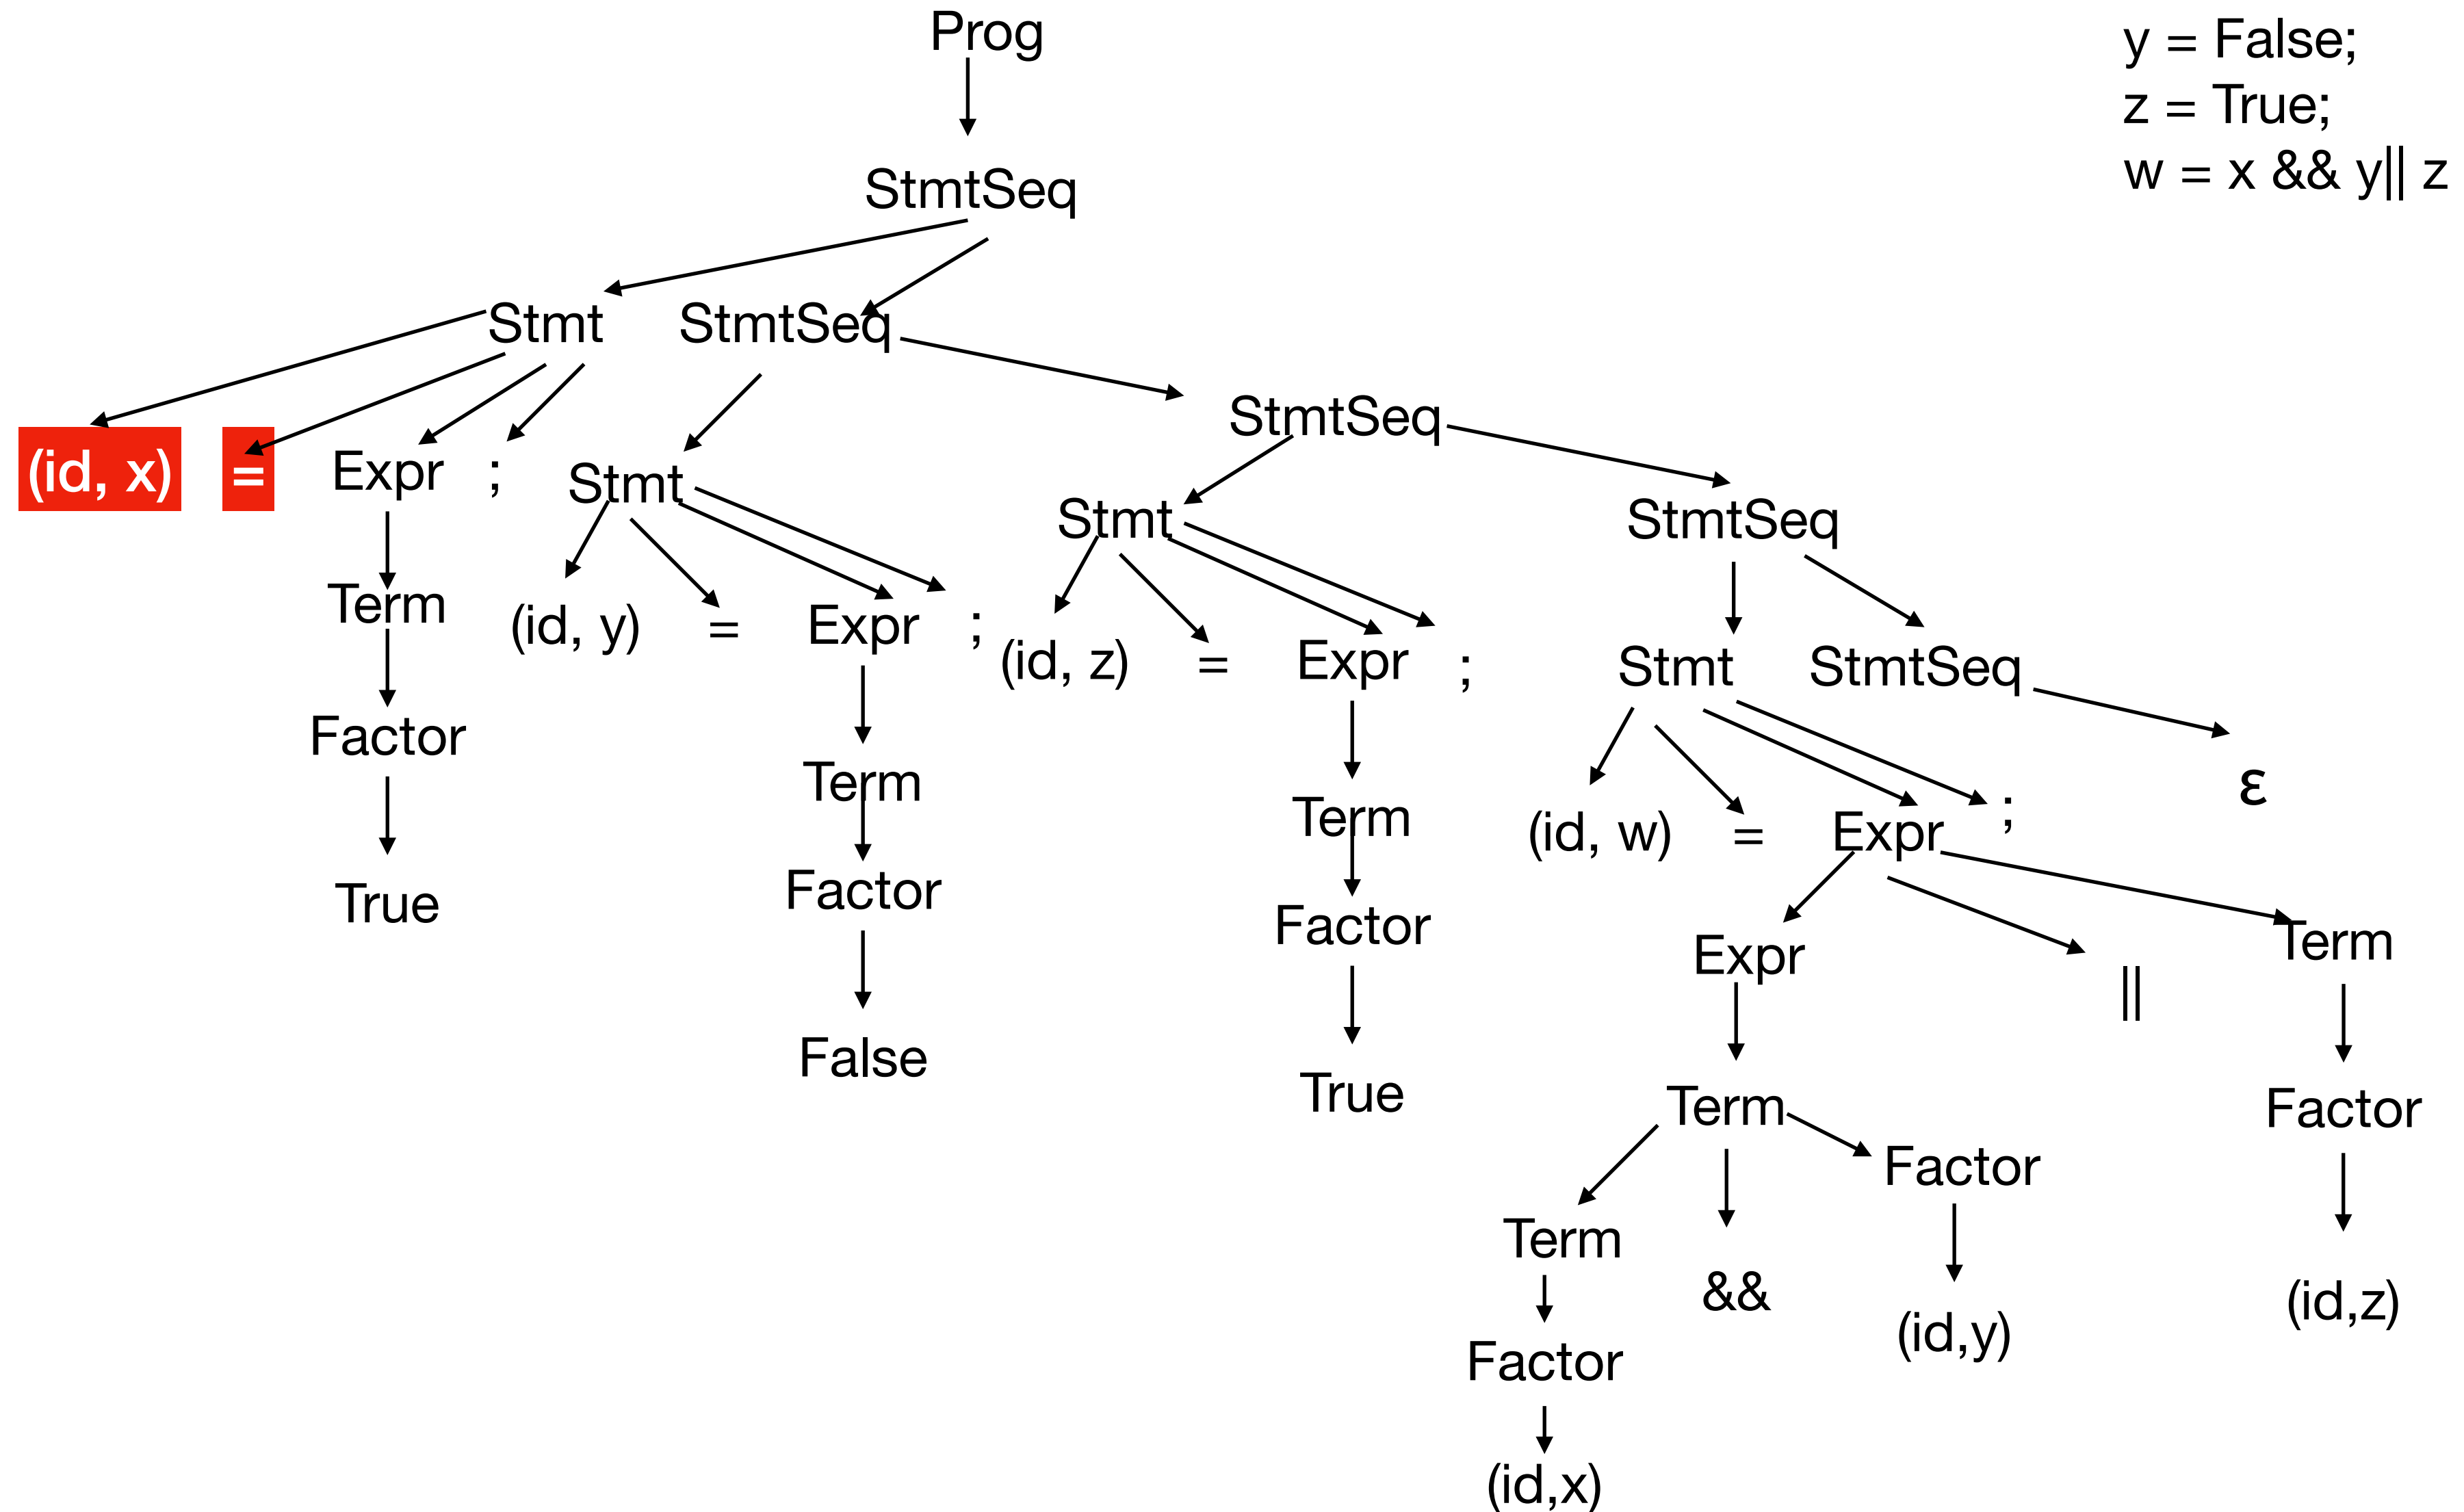 Prog
y = False;
z = True;
w = x && y|| z
StmtSeq
Stmt
StmtSeq
StmtSeq
(id, x)
=
Expr
;
Stmt
Stmt
StmtSeq
Term
(id, y)
=
Expr
;
(id, z)
=
Expr
;
Stmt
StmtSeq
Factor
Term
Term
(id, w)
=
Expr
;
ε
True
Factor
Factor
Expr
||
Term
False
True
Term
Factor
Factor
Term
&&
(id,y)
(id,z)
Factor
(id,x)